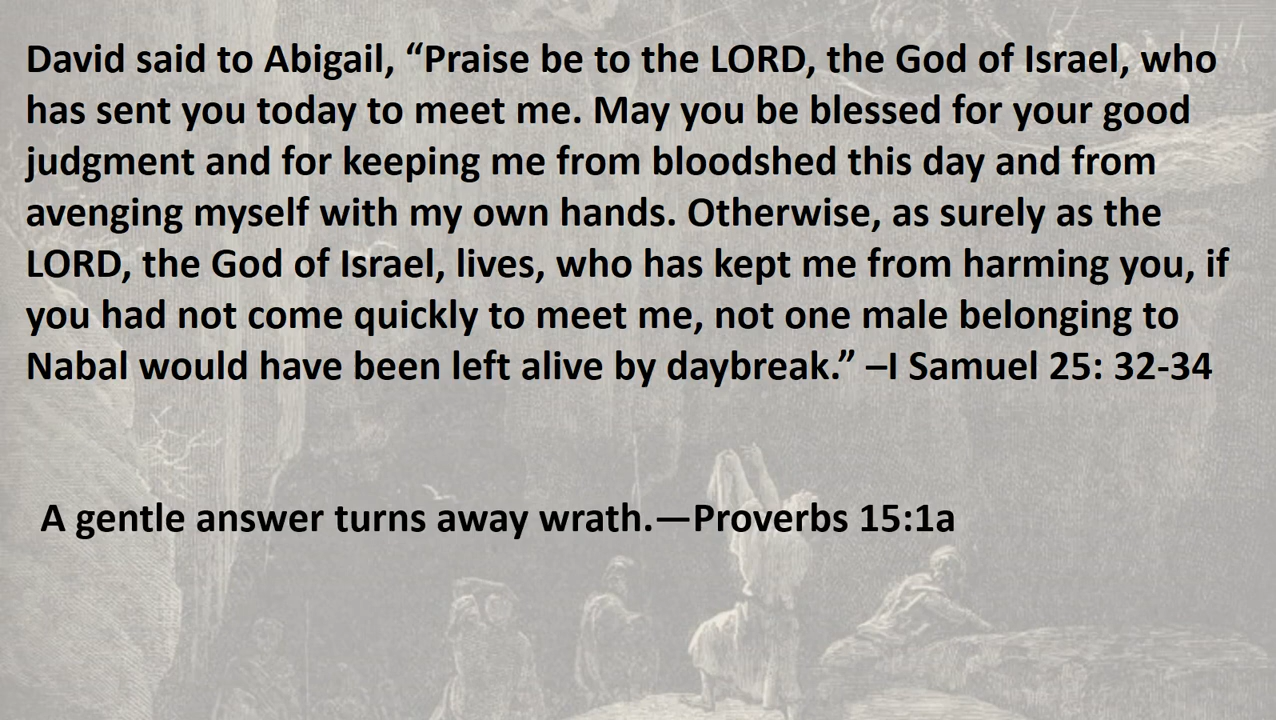 David said to Abigail, “Praise be to the LORD, the God of Israel, who
has sent you today to meet me. May you be blessed for your good
judgment and for keeping me from bloodshed this day and from
avenging myself with my own hands. Otherwise, as surely as the
LORD, the God of Israel, lives, who has kept me from harming you, if
you had not come quickly to meet me, not one male belonging to
Nabal would have been left alive by daybreak.” –I Samuel 25: 32-34
A gentle answer turns away wrath.—Proverbs 15:1a